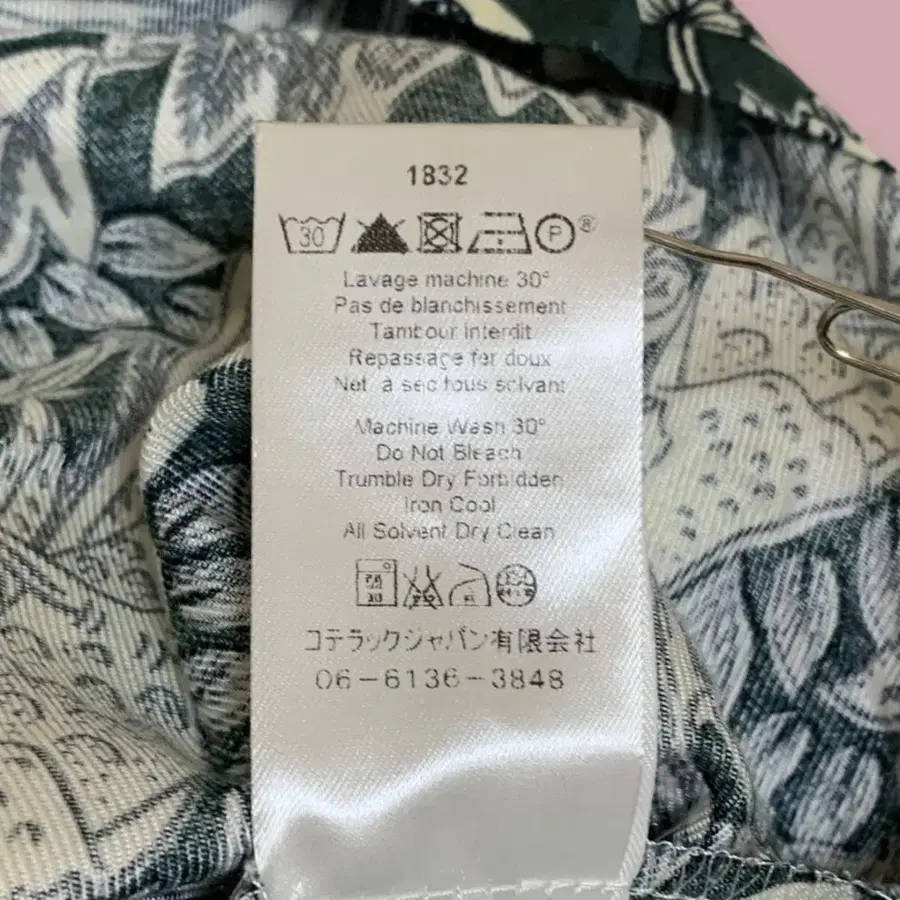 1832
30 P ®
Lavage machine 30°
Pas de blanchissement
Tambour interdit
Repassage fer doux
Net. à sec tous solvant
Machine Wash 30°
Do Not Bleach
Trumble Dry Forbidden
Iron Cool
All Solvent Dry Clean
30
コテラックジャパン有限会社
06-6136-3848